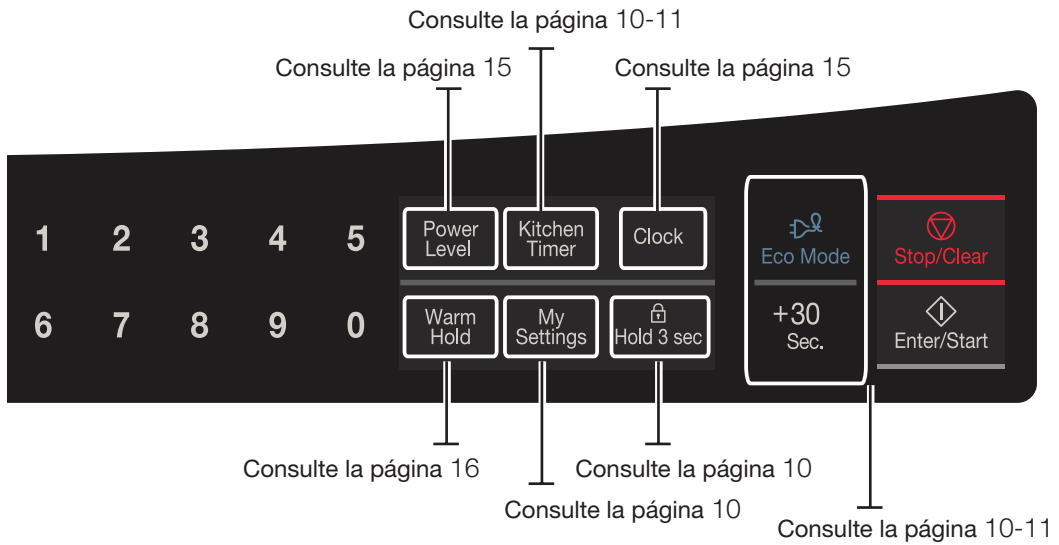 Consulte la página 10-11
Consulte la página 15
Consulte la página 15
1 2 3 4 5
Power
Level
Kitchen
Timer
Clock
Eco Mode
Stop/Clear
6 7 8 9 0
Warm
Hold
My
Settings
Hold 3 sec
+30
Sec.
Enter/Start
Consulte la página 16
Consulte la página 10
Consulte la página 10
Consulte la página 10-11